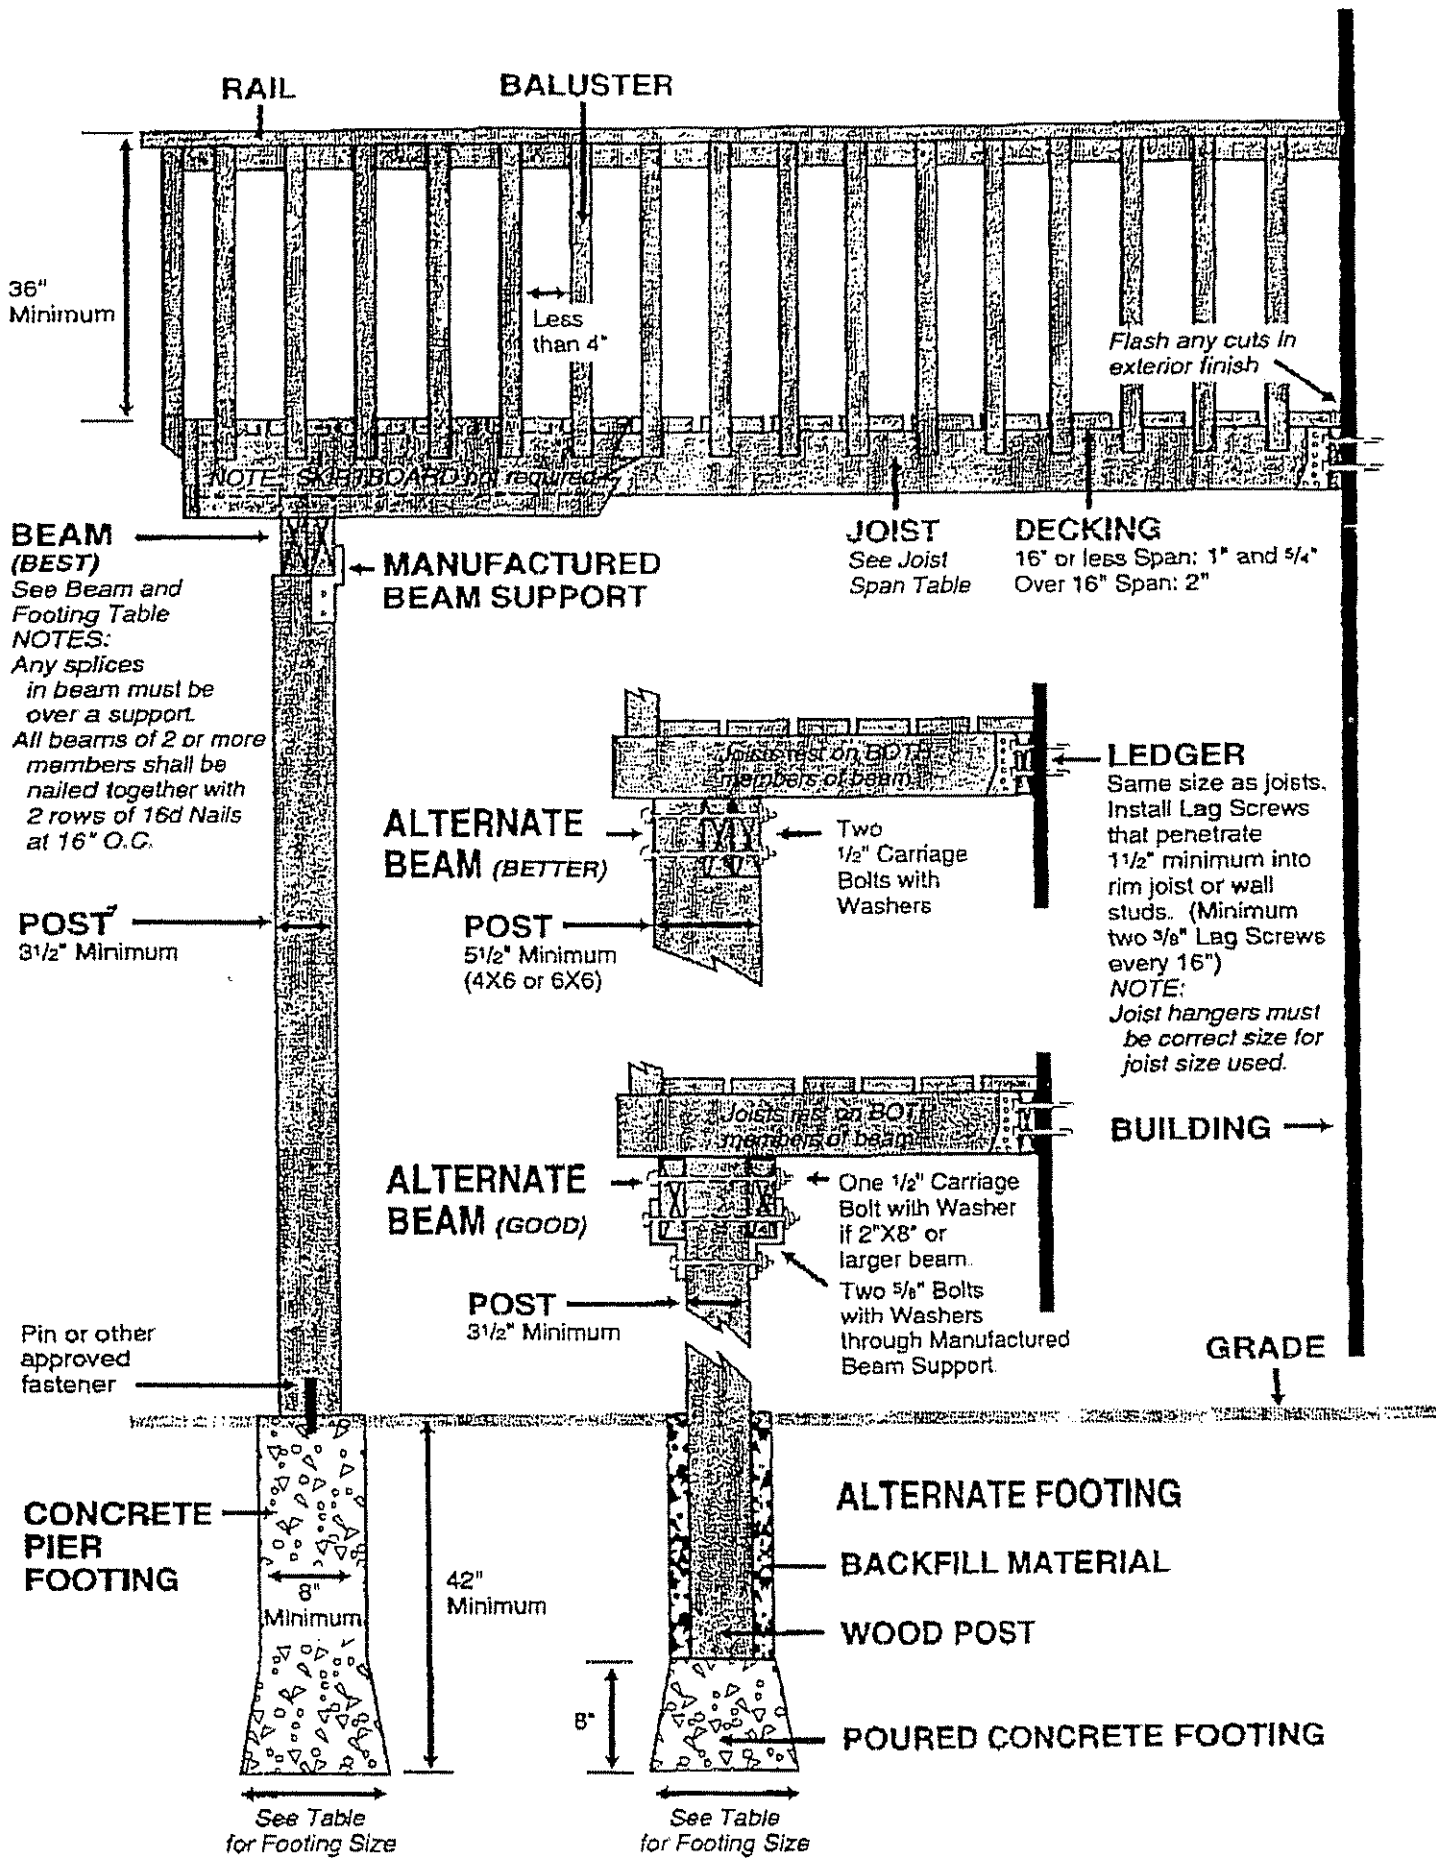 RAIL
BALUSTER
36"
Minimum
Less
than 4"
Flash any cuts in
exterior finish
NOTE: SKIRTBOARD not required
BEAM
(BEST)
See Beam and
Footing Table
NOTES:
Any splices
in beam must be
over a support.
All beams of 2 or more
members shall be
nailed together with
2 rows of 16d Nails
at 16" O.C.
MANUFACTURED
BEAM SUPPORT
JOIST
See Joist
Span Table
DECKING
16" or less Span: 1" and 5/4"
Over 16" Span: 2"
POST
3 1/2" Minimum
Joists rest on BOTH
members of beam
ALTERNATE
BEAM (BETTER)
Two
1/2" Carriage
Bolts with
Washers
POST
5 1/2" Minimum
(4X6 or 6X6)
LEDGER
Same size as joists.
Install Lag Screws
that penetrate
1 1/2" minimum into
rim joist or wall
studs. (Minimum
two 3/8" Lag Screws
every 16")
NOTE:
Joist hangers must
be correct size for
joist size used.
BUILDING
Joists rest on BOTH
members of beam
ALTERNATE
BEAM (GOOD)
One 1/2" Carriage
Bolt with Washer
if 2"X8" or
larger beam.
Two 5/8" Bolts
with Washers
through Manufactured
Beam Support.
POST
3 1/2" Minimum
Pin or other
approved
fastener
GRADE
CONCRETE
PIER
FOOTING
8"
Minimum
42"
Minimum
ALTERNATE FOOTING
BACKFILL MATERIAL
WOOD POST
8"
POURED CONCRETE FOOTING
See Table
for Footing Size
See Table
for Footing Size